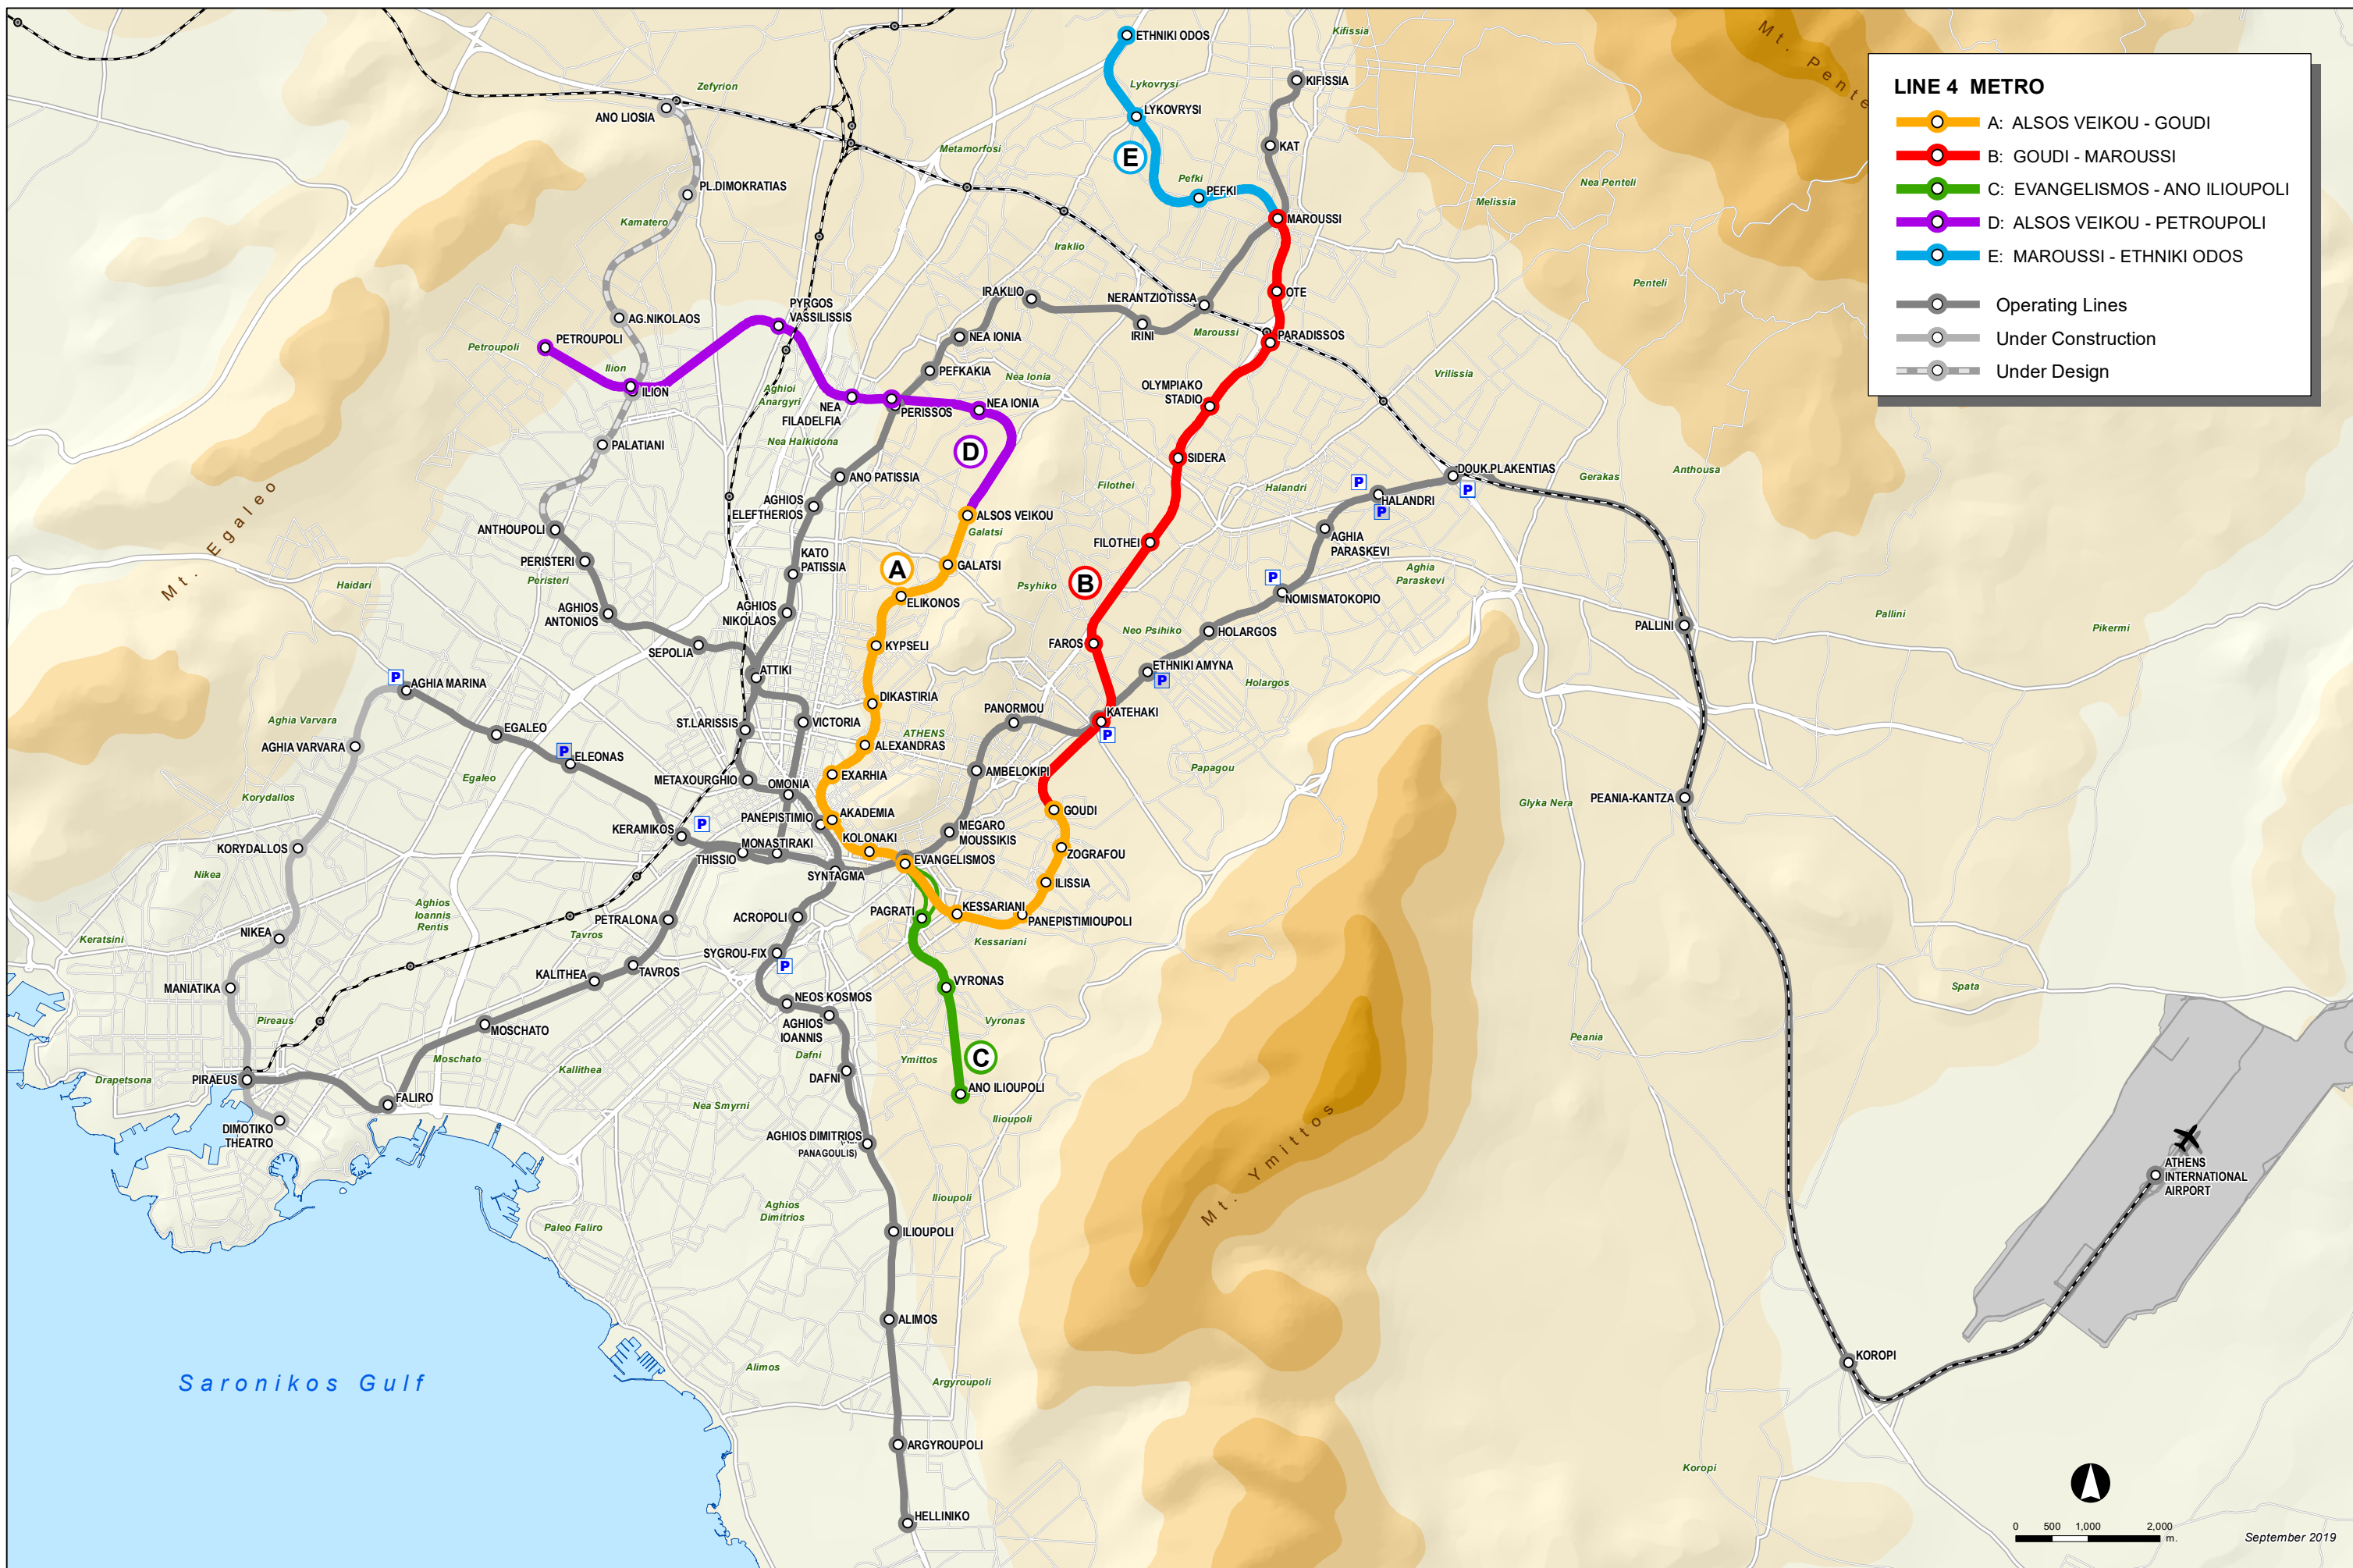 LINE 4 METRO
A: ALSOS VEIKOU - GOUDI
B: GOUDI - MAROUSSI
C: EVANGELISMOS - ANO ILIOUPOLI
D: ALSOS VEIKOU - PETROUPOLI
E: MAROUSSI - ETHNIKI ODOS
Operating Lines
Under Construction
Under Design
Mt. Pente
ETHNIKI ODOS
Kifissia
KIFISSIA
Zefyrion
Lykovrysi
LYKOVRYSI
ANO LIOSIA
KAT
Metamorfosi
E
Pefki
PEFKI
PL.DIMOKRATIAS
Nea Penteli
Melissia
Kamatero
MAROUSSI
Iraklio
Penteli
IRAKLIO
NERANTZIOTISSA
OTE
PYRGOS
VASSILISSIS
AG.NIKOLAOS
Maroussi
IRINI
PARADISSOS
NEA IONIA
PETROUPOLI
Petroupoli
Ilion
PEFKAKIA
Nea Ionia
Vrilissia
ILION
Aghioi
Anargyri
OLYMPIAKO
STADIO
NEA
FILADELFIA
PERISSOS
NEA IONIA
Nea Halkidona
PALATIANI
D
SIDERA
DOUK.PLAKENTIAS
Anthousa
Gerakas
ANO PATISSIA
Filothei
Halandri
P
P
HALANDRI
P
Mt. Egaleo
AGHIOS
ELEFTHERIOS
ALSOS VEIKOU
Galatsi
ANTHOUPOLI
FILOTHEI
AGHIA
PARASKEVI
KATO
PATISSIA
PERISTERI
Peristeri
A
GALATSI
Aghia
Paraskevi
Haidari
B
Psyhiko
P
NOMISMATOKOPIO
ELIKONOS
AGHIOS
ANTONIOS
AGHIOS
NIKOLAOS
Pallini
PALLINI
Pikermi
Neo Psihiko
HOLARGOS
KYPSELI
FAROS
SEPOLIA
ATTIKI
ETHNIKI AMYNA
P
Holargos
P
AGHIA MARINA
DIKASTIRIA
PANORMOU
KATEHAKI
P
Aghia Varvara
AGHIA VARVARA
EGALEO
ST.LARISSIS
VICTORIA
ATHENS
ALEXANDRAS
P
ELEONAS
Egaleo
METAXOURGHIO
OMONIA
EXARHIA
AMBELOKIPI
Papagou
Korydallos
Glyka Nera
PEANIA-KANTZA
GOUDI
PANEPISTIMIO
AKADEMIA
P
KERAMIKOS
MEGARO
MOUSSIKIS
KOLONAKI
MONASTIRAKI
THISSIO
KORYDALLOS
ZOGRAFOU
EVANGELISMOS
SYNTAGMA
Nikea
ILISSIA
Aghios
Ioannis
Rentis
PETRALONA
ACROPOLI
PAGRATI
KESSARIANI
PANEPISTIMIOUPOLI
NIKEA
Keratsini
Tavros
Kessariani
SYGROU-FIX
P
KALITHEA
TAVROS
VYRONAS
MANIATIKA
Spata
NEOS KOSMOS
Pireaus
MOSCHATO
AGHIOS
IOANNIS
Vyronas
Peania
Dafni
Moschato
Ymittos
C
Kallithea
Drapetsona
PIRAEUS
DAFNI
ANO ILIOUPOLI
FALIRO
Nea Smyrni
Ilioupoli
DIMOTIKO
THEATRO
AGHIOS DIMITRIOS
PANAGOULIS)
Mt. Ymittos
ATHENS
INTERNATIONAL
AIRPORT
Aghios
Dimitrios
Ilioupoli
Paleo Faliro
ILIOUPOLI
ALIMOS
KOROPI
Alimos
Argyroupoli
Saronikos Gulf
ARGYROUPOLI
Koropi
HELLINIKO
0 500 1,000 2,000
m.
September 2019